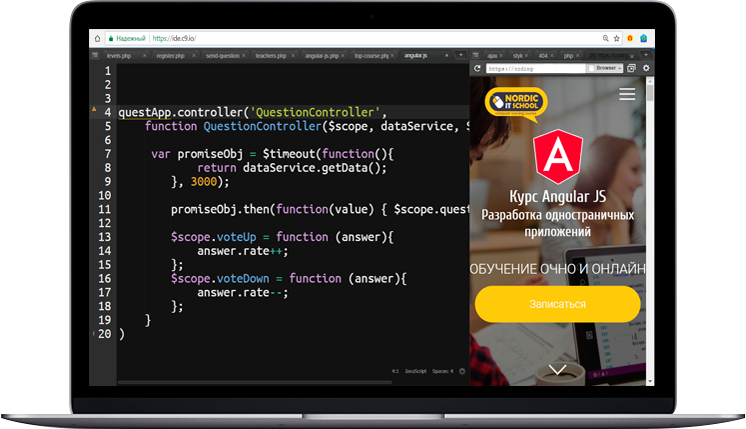 Надежный https://ide.c9.io/
levels.php register.php send-question teachers.php angular-js.php top-course.php angular.js
ajax style 404 php
https://coding Browser
1
2
3
4 questApp.controller('QuestionController',
5 function QuestionController($scope, dataService,
6
7 var promiseObj = $timeout(function(){
8 return dataService.getData();
9 }, 3000);
10
11 promiseObj.then(function(value) { $scope.quest
12
13 $scope.voteUp = function (answer){
14 answer.rate++;
15 };
16 $scope.voteDown = function (answer){
17 answer.rate--;
18 };
19 }
20 )
JavaScript Spaces: 4
NORDIC
IT SCHOOL
Курс Angular JS
Разработка одностраничных
приложений
ОБУЧЕНИЕ ОЧНО И ОНЛАЙН
Записаться